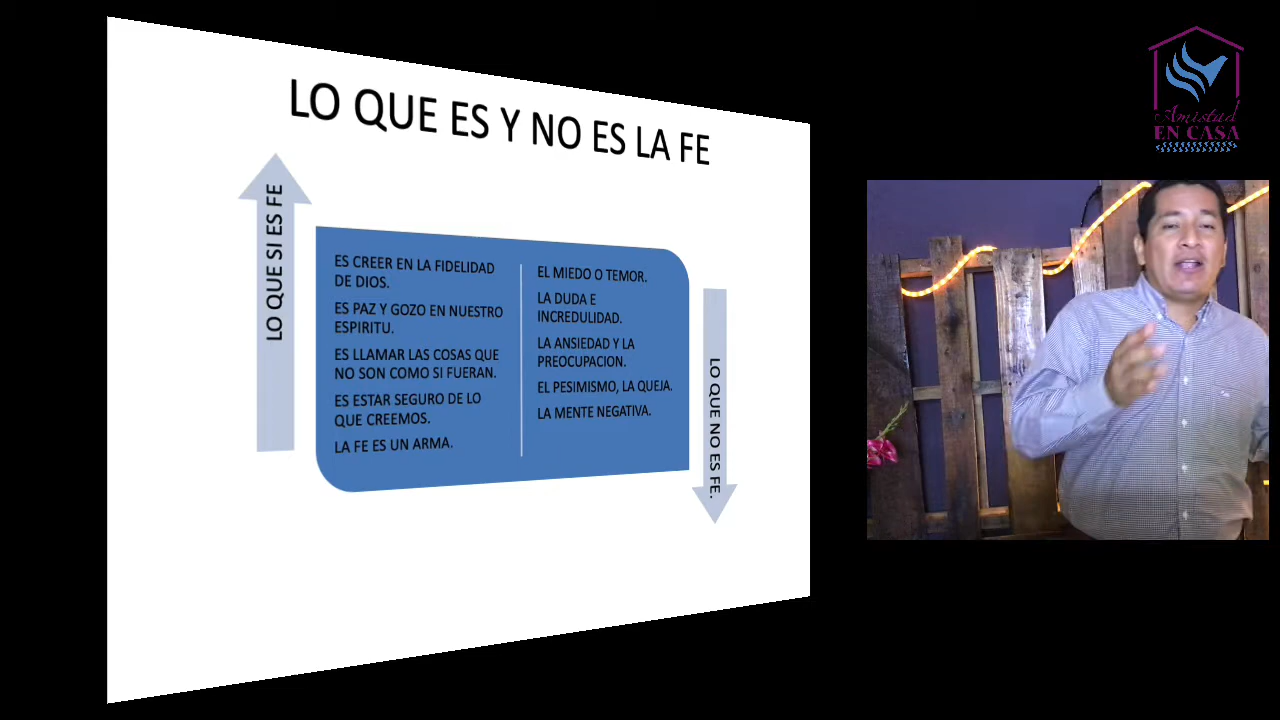 LO QUE ES Y NO ES LA FE
LO QUE SI ES FE
ES CREER EN LA FIDELIDAD
DE DIOS.
ES PAZ Y GOZO EN NUESTRO
ESPIRITU.
ES LLAMAR LAS COSAS QUE
NO SON COMO SI FUERAN.
ES ESTAR SEGURO DE LO
QUE CREEMOS.
LA FE ES UN ARMA.
EL MIEDO O TEMOR.
LA DUDA E
INCREDULIDAD.
LA ANSIEDAD Y LA
PREOCUPACION.
EL PESIMISMO, LA QUEJA.
LA MENTE NEGATIVA.
LO QUE NO ES FE.
Amistad
EN CASA